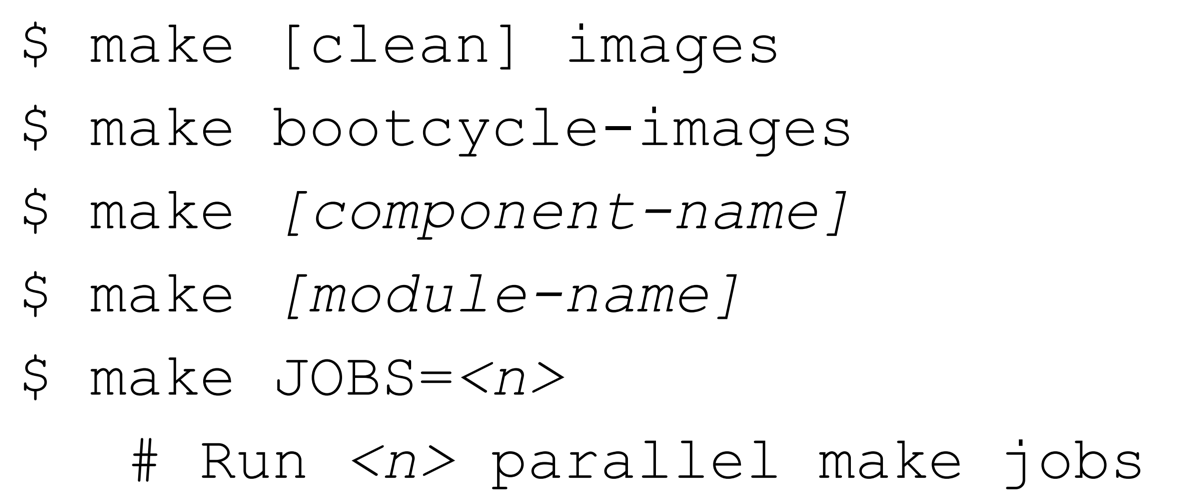 $ make [clean] images
$ make bootcycle-images
$ make [component-name]
$ make [module-name]
$ make JOBS=<n>
# Run <n> parallel make jobs